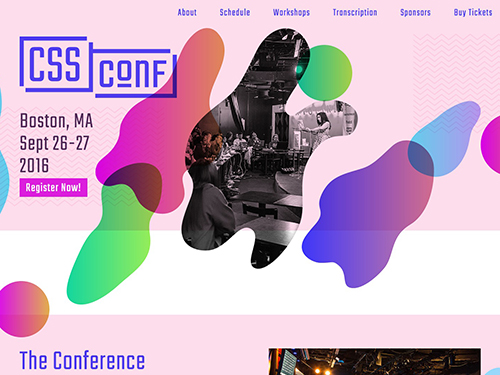 About Schedule Workshops Transcription Sponsors Buy Tickets
CSS
CONF
Boston, MA
Sept 26-27
2016
Register Now!
The Conference